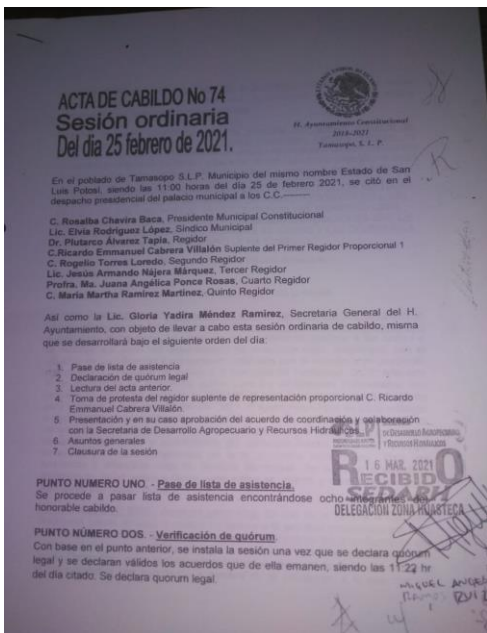 ACTA DE CABILDO No 74
Sesión ordinaria
Del día 25 febrero de 2021.
H. Ayuntamiento Constitucional
2018-2021
Tamasopo, S. L. P.
En el poblado de Tamasopo S.L.P. Municipio del mismo nombre Estado de San
Luis Potosí, siendo las 11:00 horas del día 25 de febrero 2021, se citó en el
despacho presidencial del palacio municipal a los C.C.---------
C. Rosalba Chavira Baca, Presidente Municipal Constitucional
Lic. Elvia Rodríguez López, Síndico Municipal
Dr. Plutarco Álvarez Tapia, Regidor
C.Ricardo Emmanuel Cabrera Villalón Suplente del Primer Regidor Proporcional 1
C. Rogelio Torres Loredo, Segundo Regidor
Lic. Jesús Armando Nájera Márquez, Tercer Regidor
Profra. Ma. Juana Angélica Ponce Rosas, Cuarto Regidor
C. María Martha Ramírez Martínez, Quinto Regidor
Así como la Lic. Gloria Yadira Méndez Ramírez, Secretaria General del H.
Ayuntamiento, con objeto de llevar a cabo esta sesión ordinaria de cabildo, misma
que se desarrollará bajo el siguiente orden del día:
1. Pase de lista de asistencia
2. Declaración de quórum legal
3. Lectura del acta anterior.
4. Toma de protesta del regidor suplente de representación proporcional C. Ricardo
Emmanuel Cabrera Villalón.
5. Presentación y en su caso aprobación del acuerdo de coordinación y colaboración
con la Secretaria de Desarrollo Agropecuario y Recursos Hidráulicos.
6. Asuntos generales
7. Clausura de la sesión
DE DESARROLLO AGROPECUARIO
Y RECURSOS HIDRÁULICOS
16 MAR. 2021
RECIBIDO
SEDARH
DELEGACIÓN ZONA HUASTECA
PUNTO NUMERO UNO. - Pase de lista de asistencia.
Se procede a pasar lista de asistencia encontrándose ocho integrantes del
honorable cabildo.
PUNTO NÚMERO DOS. - Verificación de quórum.
Con base en el punto anterior, se instala la sesión una vez que se declara quórum
legal y se declaran válidos los acuerdos que de ella emanen, siendo las 11:22 hr
del día citado. Se declara quorum legal.
MIGUEL ANGEL
RAMOS RUIZ